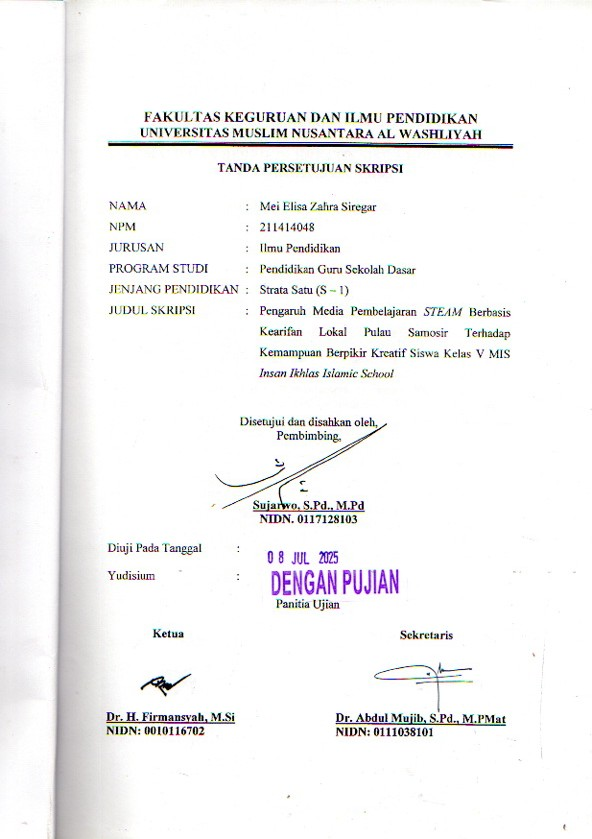 FAKULTAS KEGURUAN DAN ILMU PENDIDIKAN
UNIVERSITAS MUSLIM NUSANTARA AL WASHLIYAH
TANDA PERSETUJUAN SKRIPSI
NAMA : Mei Elisa Zahra Siregar
NPM : 211414048
JURUSAN : Ilmu Pendidikan
PROGRAM STUDI : Pendidikan Guru Sekolah Dasar
JENJANG PENDIDIKAN : Strata Satu (S – 1)
JUDUL SKRIPSI : Pengaruh Media Pembelajaran STEAM Berbasis
Kearifan Lokal Pulau Samosir Terhadap
Kemampuan Berpikir Kreatif Siswa Kelas V MIS
Insan Ikhlas Islamic School
Disetujui dan disahkan oleh,
Pembimbing,
Sujarwo, S.Pd., M.Pd
NIDN. 0117128103
Diuji Pada Tanggal : 08 JUL 2025
Yudisium : DENGAN PUJIAN
Panitia Ujian
Ketua Sekretaris
Dr. H. Firmansyah, M.Si Dr. Abdul Mujib, S.Pd., M.PMat
NIDN: 0010116702 NIDN: 0111038101